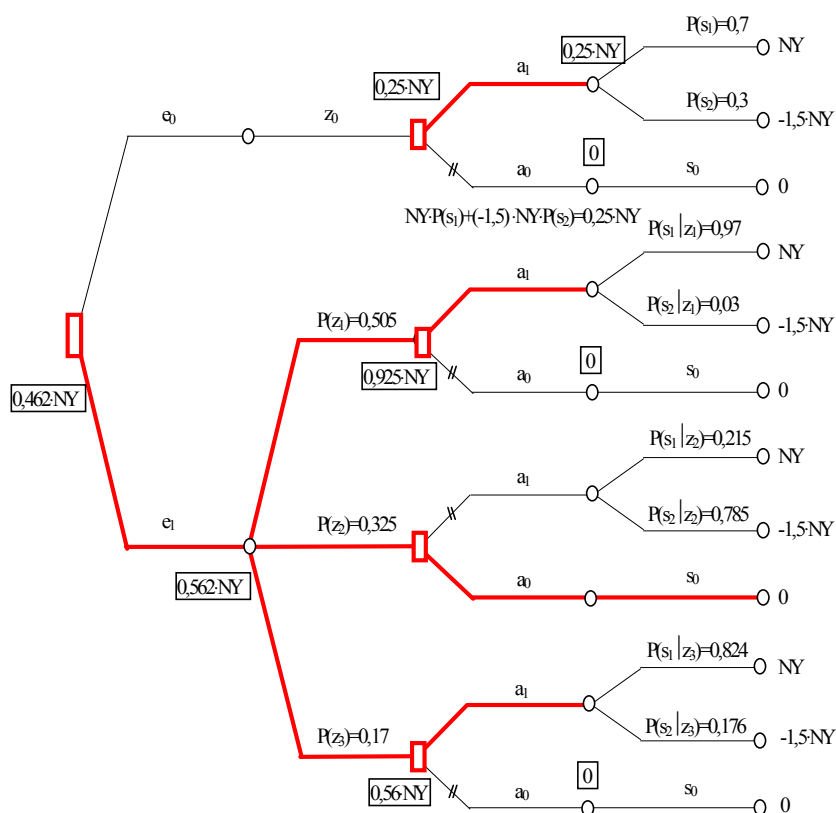 P(s₁)=0,7
NY
0,25·NY
a₁
0,25·NY
P(s₂)=0,3
-1,5·NY
e₀
z₀
0
a₀
s₀
0
NY·P(s₁)+(-1,5)·NY·P(s₂)=0,25·NY
P(s₁|z₁)=0,97
NY
a₁
P(z₁)=0,505
P(s₂|z₁)=0,03
-1,5·NY
0
0,925·NY
a₀
s₀
0
0,462·NY
P(s₁|z₂)=0,215
NY
a₁
e₁
P(z₂)=0,325
P(s₂|z₂)=0,785
-1,5·NY
0,562·NY
a₀
s₀
0
P(s₁|z₃)=0,824
NY
a₁
P(z₃)=0,17
P(s₂|z₃)=0,176
-1,5·NY
0
0,56·NY
a₀
s₀
0